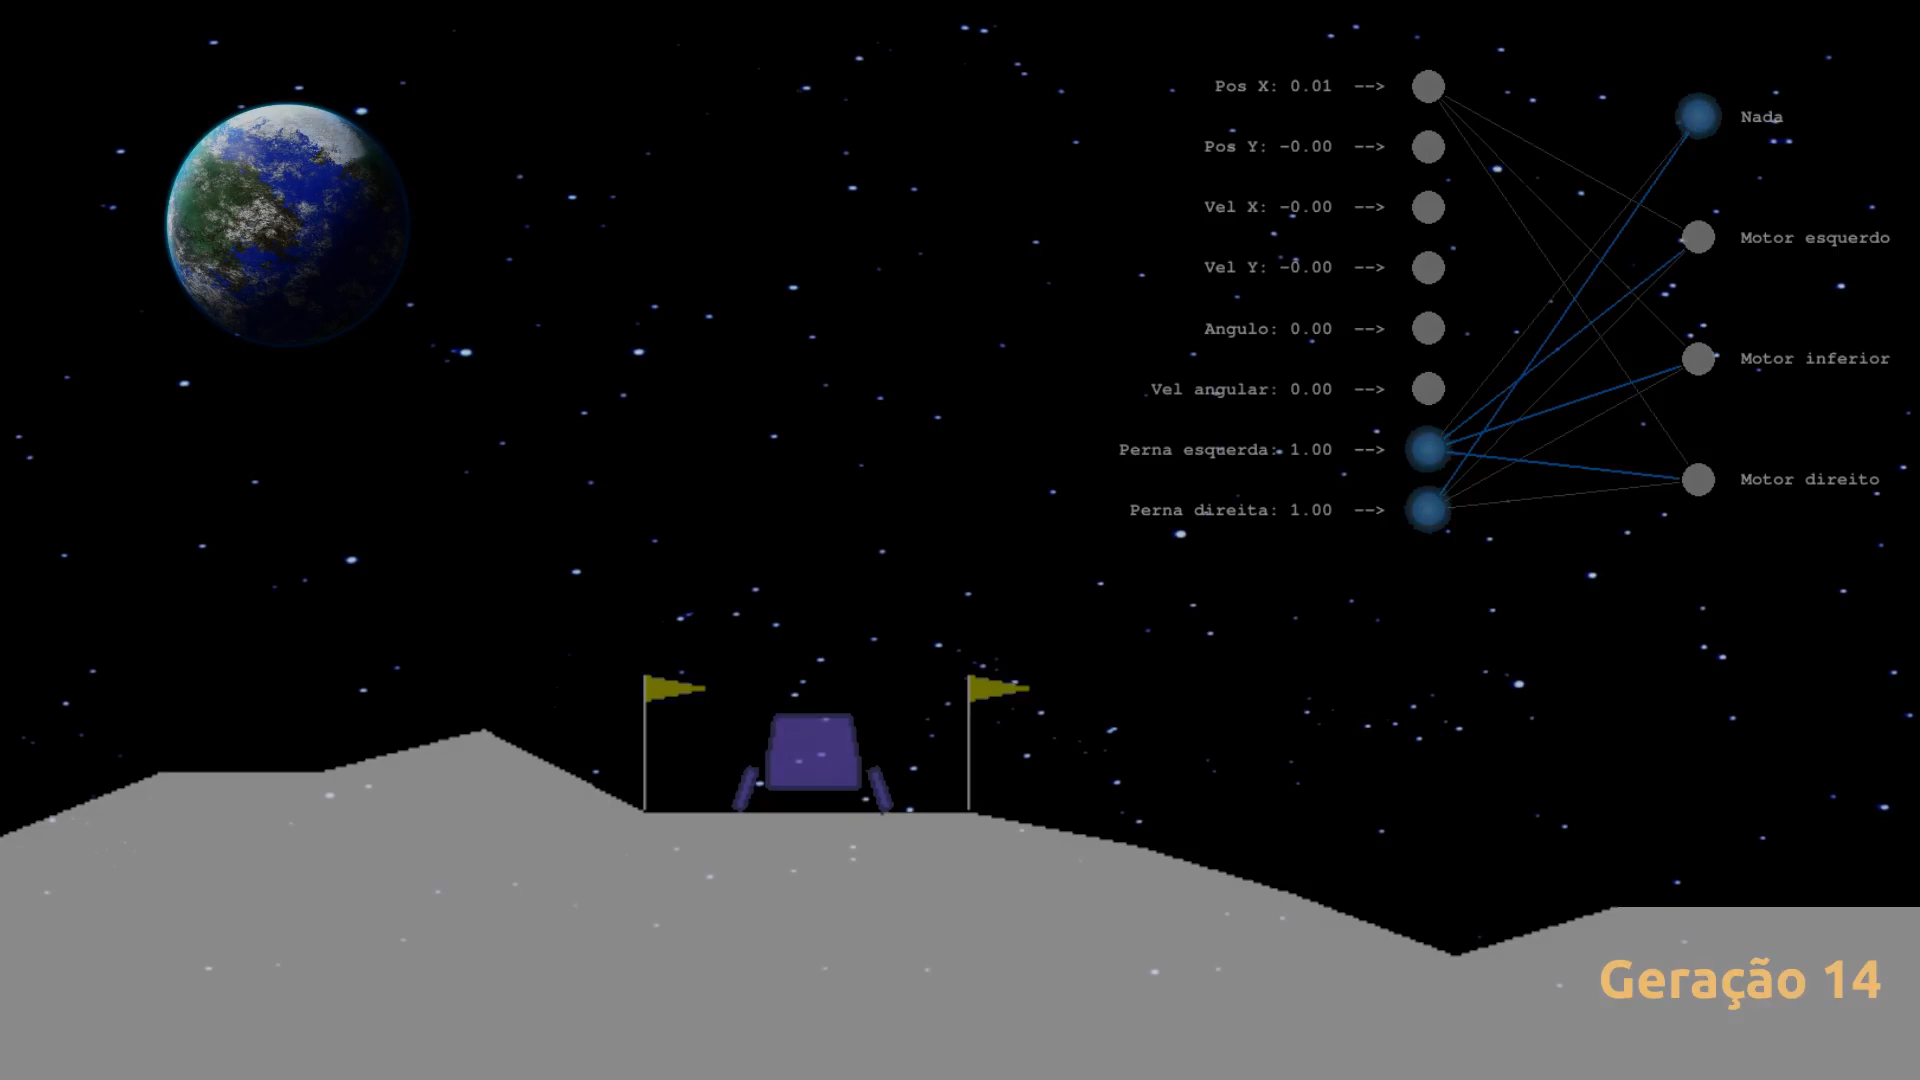 Pos X: 0.01 -->
Pos Y: -0.00 -->
Vel X: -0.00 -->
Vel Y: -0.00 -->
Angulo: 0.00 -->
Vel angular: 0.00 -->
Perna esquerda: 1.00 -->
Perna direita: 1.00 -->
Nada
Motor esquerdo
Motor inferior
Motor direito
Geração 14